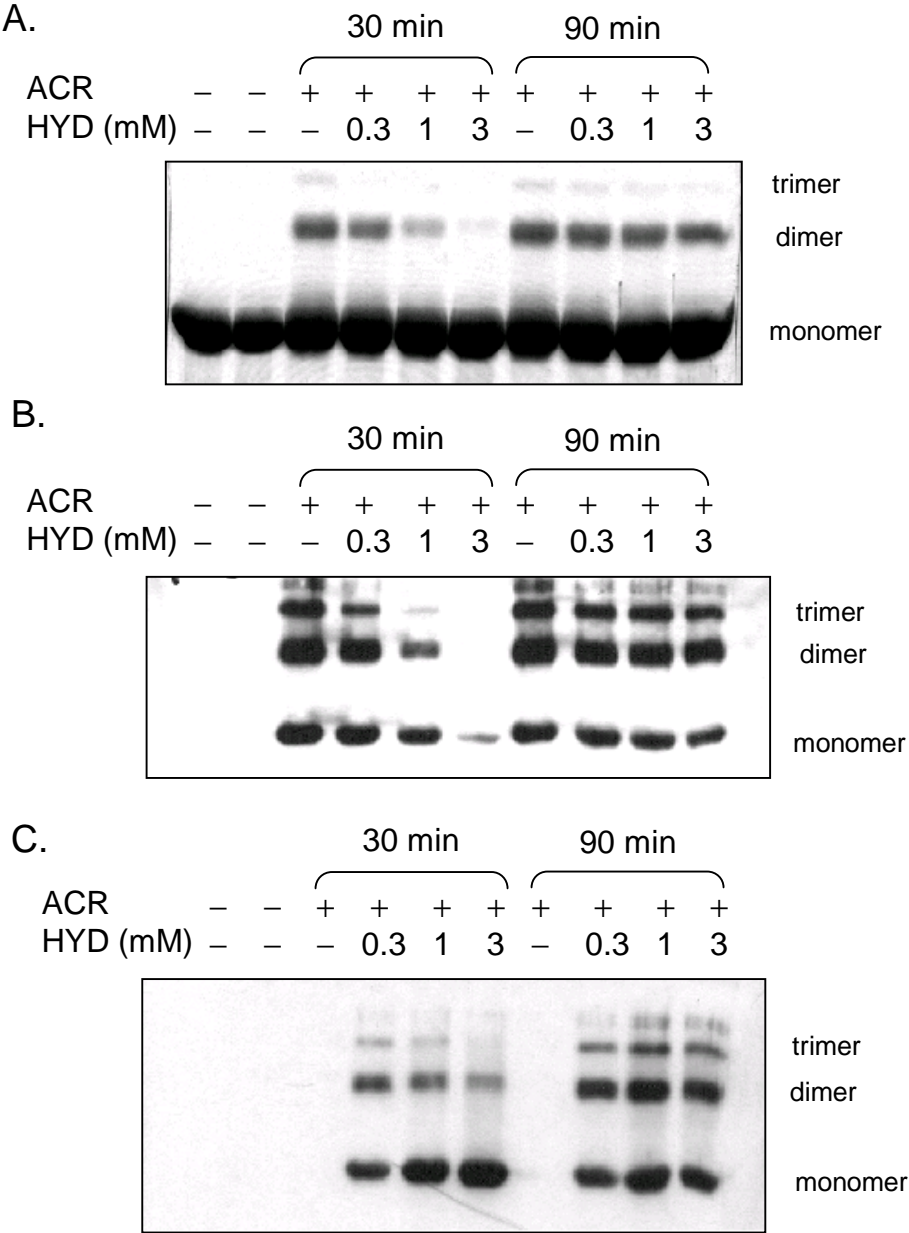 A.
30 min 90 min
ACR – – + + + + + + + +
HYD (mM) – – – 0.3 1 3 – 0.3 1 3
trimer
dimer
monomer
B.
30 min 90 min
ACR – – + + + + + + + +
HYD (mM) – – – 0.3 1 3 – 0.3 1 3
trimer
dimer
monomer
C.
30 min 90 min
ACR – – + + + + + + + +
HYD (mM) – – – 0.3 1 3 – 0.3 1 3
trimer
dimer
monomer